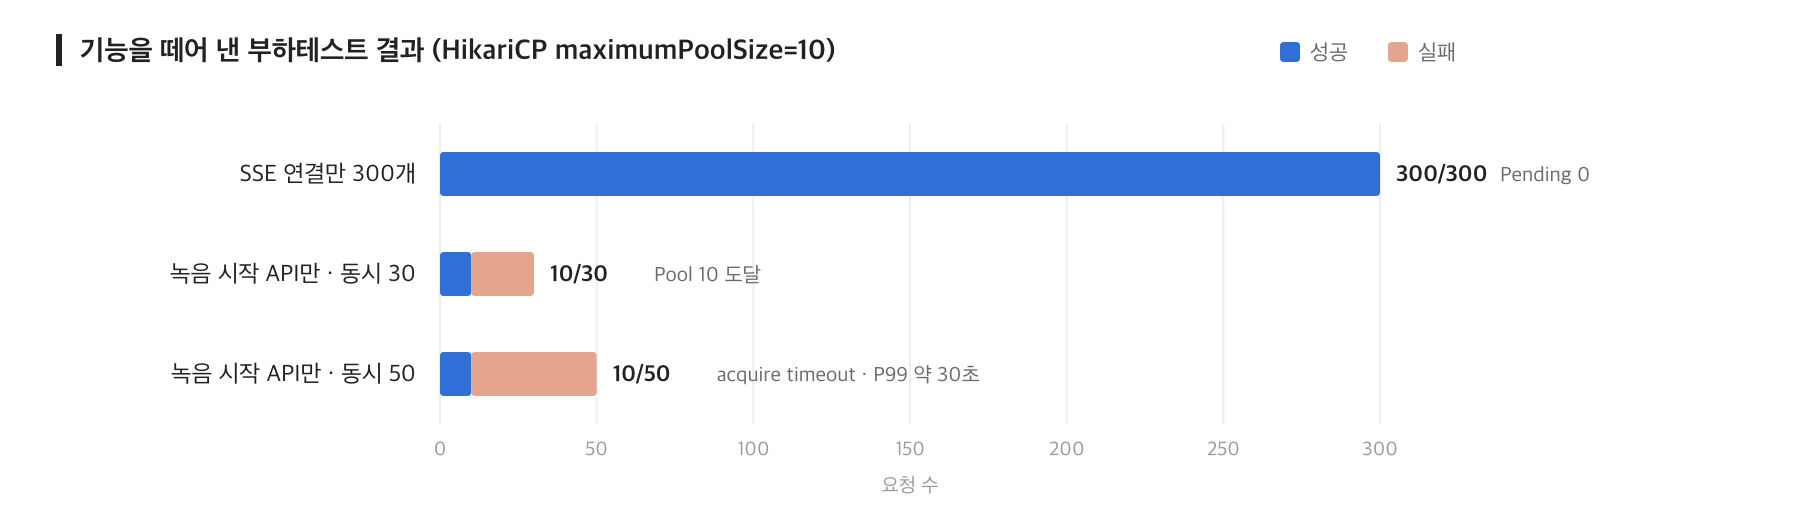 기능을 떼어 낸 부하테스트 결과 (HikariCP maximumPoolSize=10)
성공 실패
SSE 연결만 300개 300/300 Pending 0
녹음 시작 API만 · 동시 30 10/30 Pool 10 도달
녹음 시작 API만 · 동시 50 10/50 acquire timeout · P99 약 30초
0 50 100 150 200 250 300
요청 수